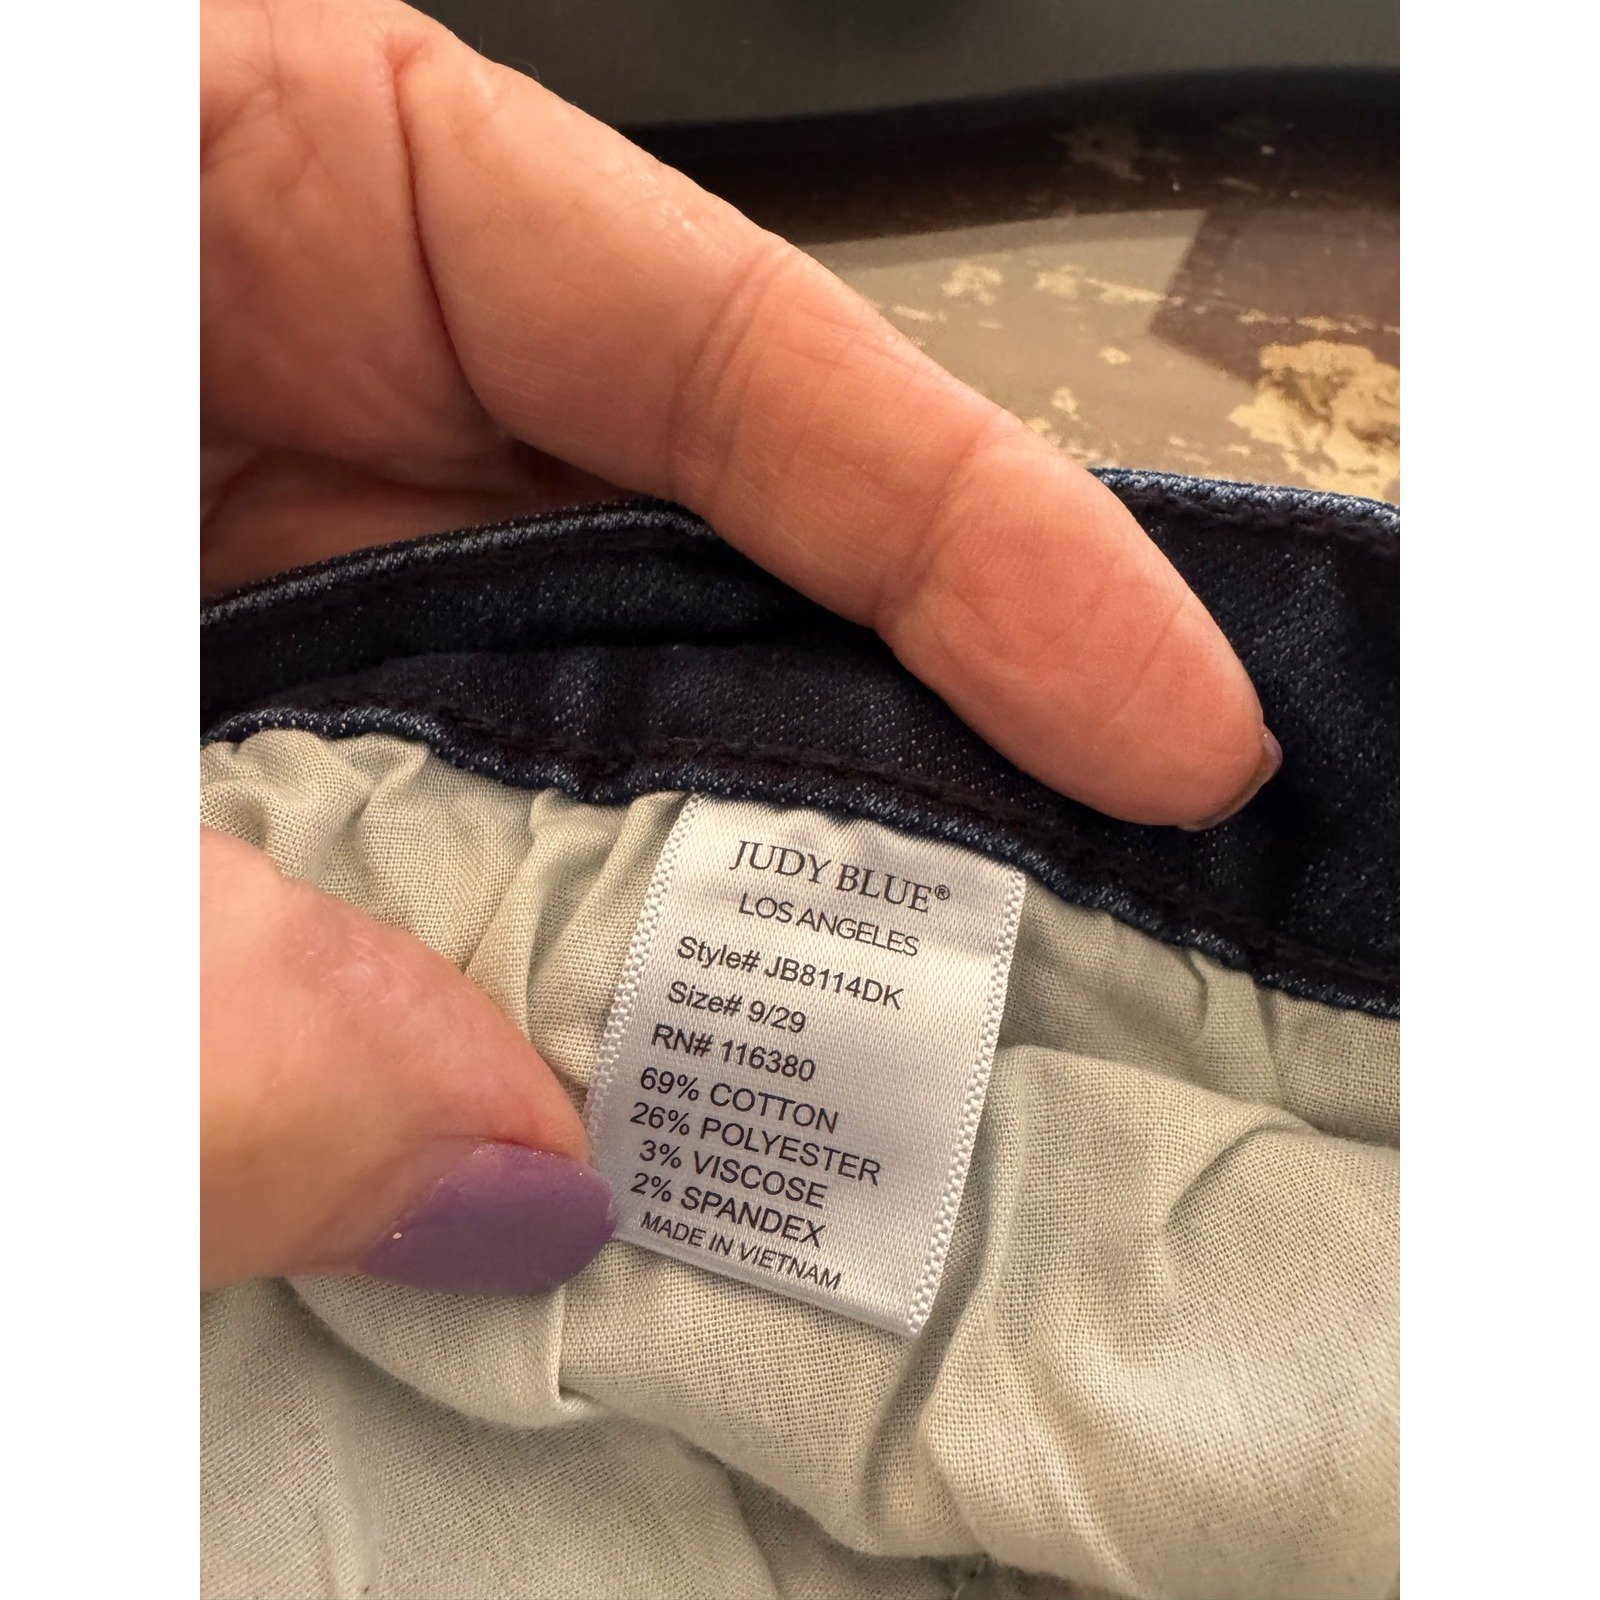 JUDY BLUE®
LOS ANGELES
Style# JB8114DK
Size# 9/29
RN# 116380
69% COTTON
26% POLYESTER
3% VISCOSE
2% SPANDEX
MADE IN VIETNAM